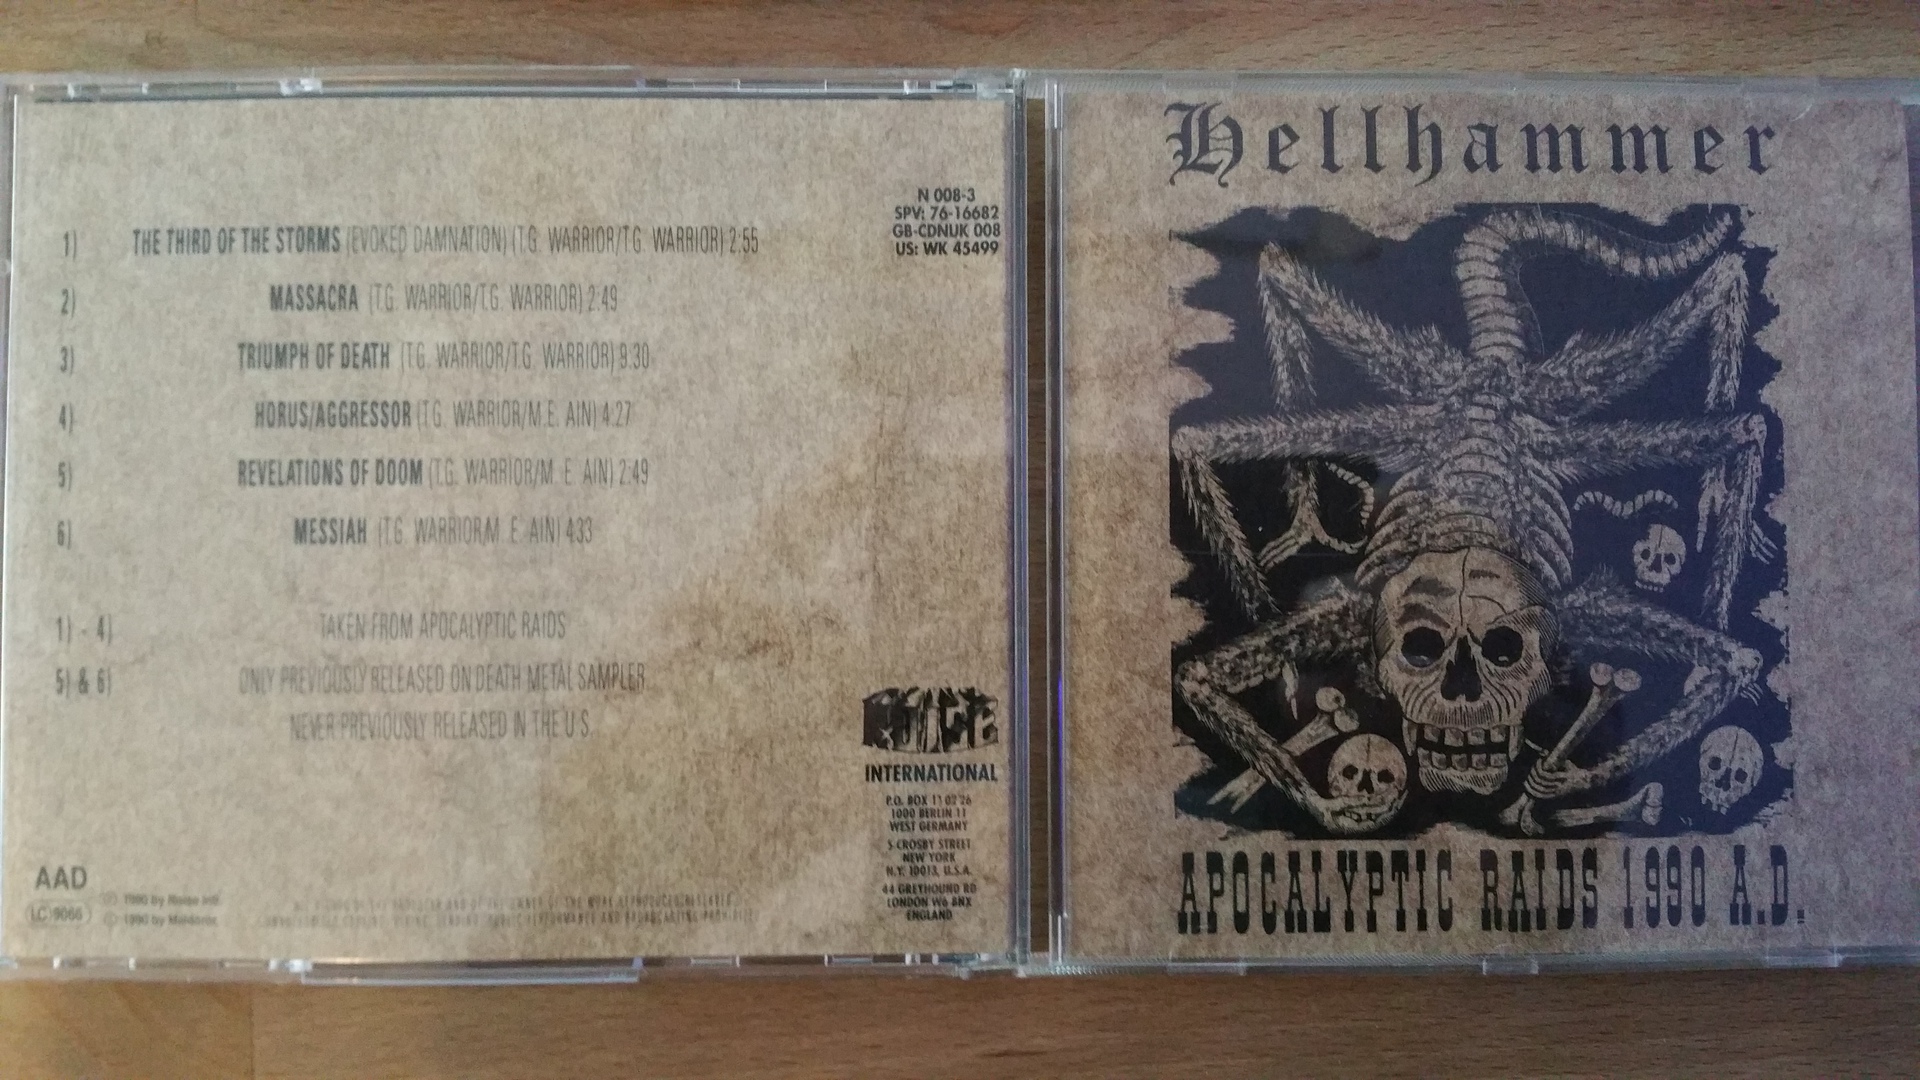 N 008-3
SPV: 76-16682
GB-CDNUK 008
US: WK 45499
1) THE THIRD OF THE STORMS (EVOKED DAMNATION) (T.G. WARRIOR/T.G. WARRIOR) 2:55
2) MASSACRA (T.G. WARRIOR/T.G. WARRIOR) 2:49
3) TRIUMPH OF DEATH (T.G. WARRIOR/T.G. WARRIOR) 9:30
4) HORUS/AGGRESSOR (T.G. WARRIOR/M.E. AIN) 4:27
5) REVELATIONS OF DOOM (T.G. WARRIOR/M. E. AIN) 2:49
6) MESSIAH (T.G. WARRIOR/M. E. AIN) 4:33
1) - 4) TAKEN FROM APOCALYPTIC RAIDS
5) & 6) ONLY PREVIOUSLY RELEASED ON DEATH METAL SAMPLER
NEVER PREVIOUSLY RELEASED IN THE U.S.
NOISE
INTERNATIONAL
P.O. BOX 11 02 26
1000 BERLIN 11
WEST GERMANY
5 CROSBY STREET
NEW YORK
N.Y. 10013, U.S.A.
44 GREYHOUND RD
LONDON W6 8NX
ENGLAND
AAD
LC 9066
℗ 1990 by Noise Intl.
© 1990 by Maldoror
Hellhammer
APOCALYPTIC RAIDS 1990 A.D.